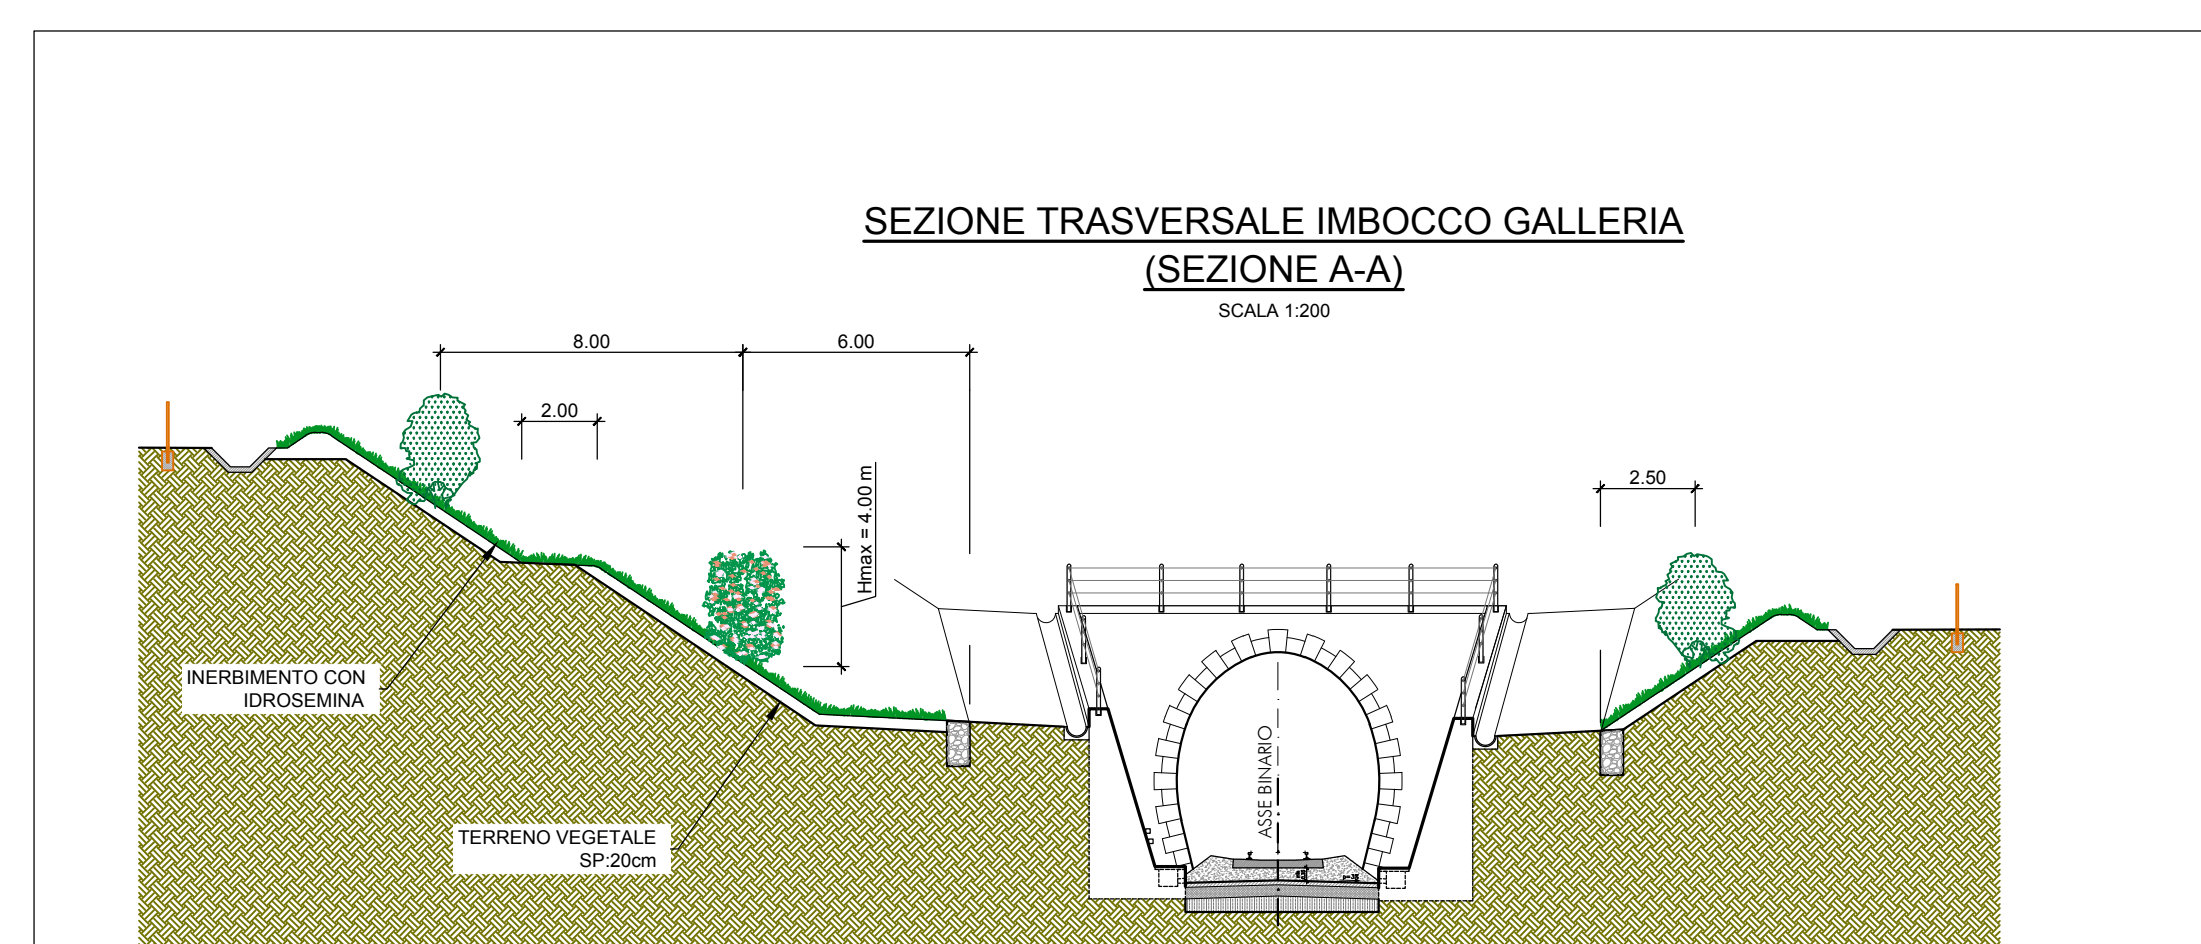 SEZIONE TRASVERSALE IMBOCCO GALLERIA
(SEZIONE A-A)
SCALA 1:200
8.00
6.00
2.00
Hmax = 4.00 m
2.50
INERBIMENTO CON
IDROSEMINA
ASSE BINARIO
TERRENO VEGETALE
SP:20cm